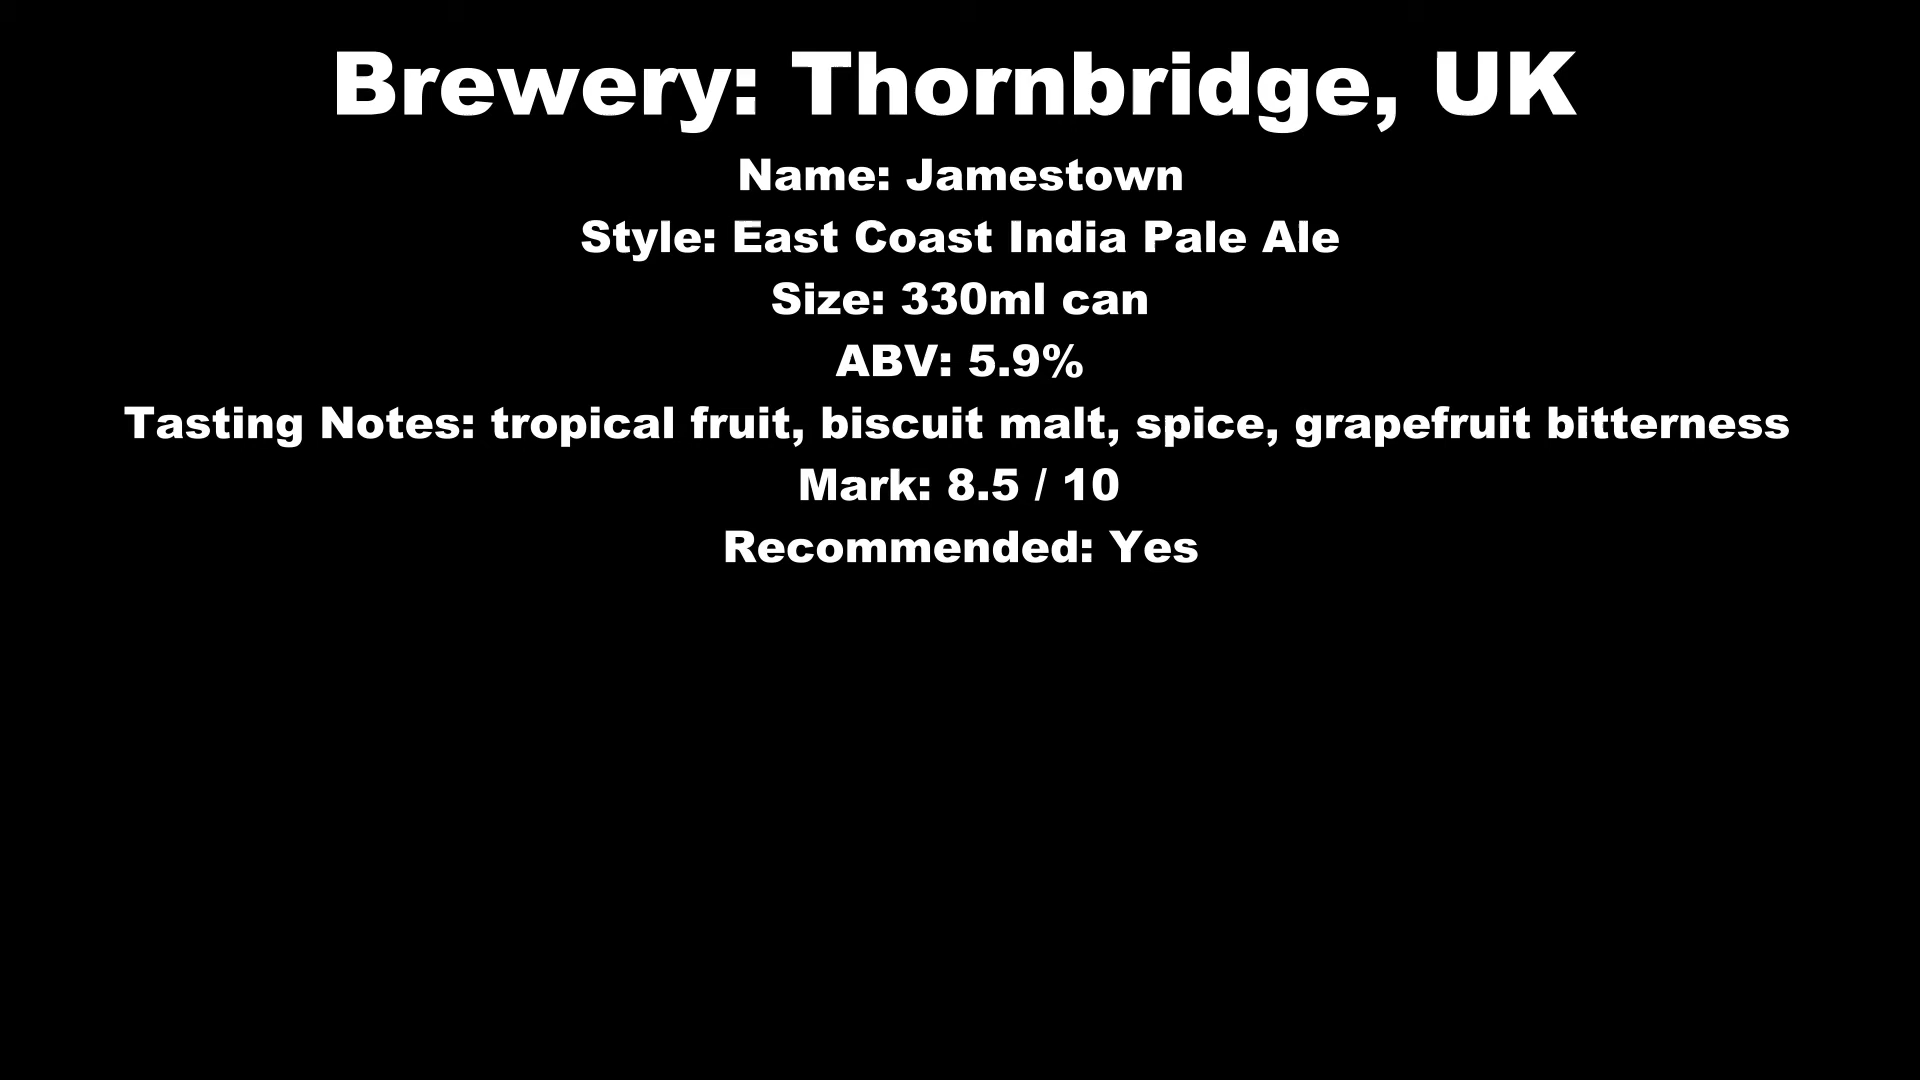 Brewery: Thornbridge, UK
Name: Jamestown
Style: East Coast India Pale Ale
Size: 330ml can
ABV: 5.9%
Tasting Notes: tropical fruit, biscuit malt, spice, grapefruit bitterness
Mark: 8.5 / 10
Recommended: Yes